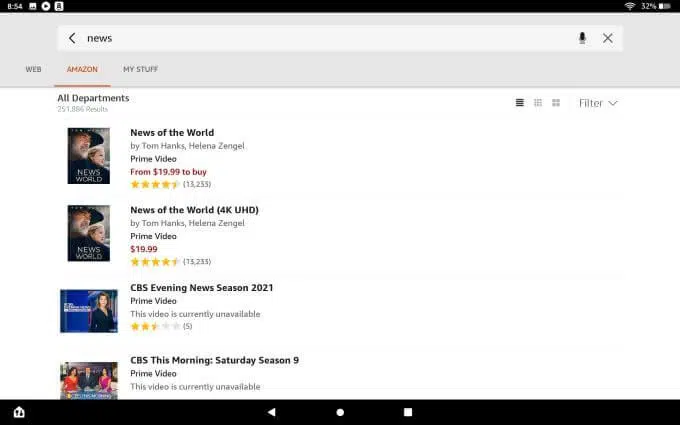 8:54
32%
news
WEB AMAZON MY STUFF
All Departments
251,886 Results
Filter
News of the World
by Tom Hanks, Helena Zengel
Prime Video
From $19.99 to buy
(13,233)
NEWS
WORLD
News of the World (4K UHD)
by Tom Hanks, Helena Zengel
Prime Video
$19.99
(13,233)
NEWS
WORLD
CBS Evening News Season 2021
Prime Video
This video is currently unavailable
(5)
CBS This Morning: Saturday Season 9
Prime Video
This video is currently unavailable
CBS THIS MORNING